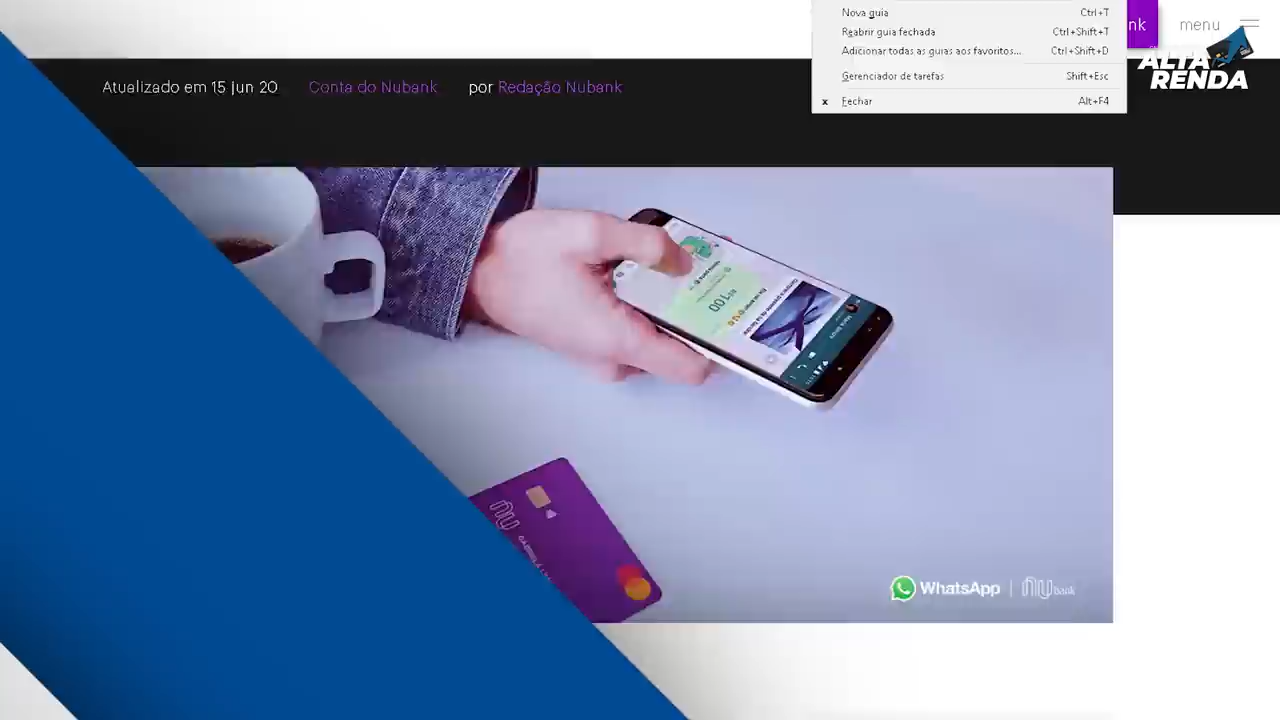 Nova guia Ctrl+T
Reabrir guia fechada Ctrl+Shift+T
Adicionar todas as guias aos favoritos... Ctrl+Shift+D
Gerenciador de tarefas Shift+Esc
x Fechar Alt+F4
nk menu
ALTA
RENDA
Atualizado em 15 jun 20 Conta do Nubank por Redação Nubank
R$100
nu
WhatsApp | nu bank